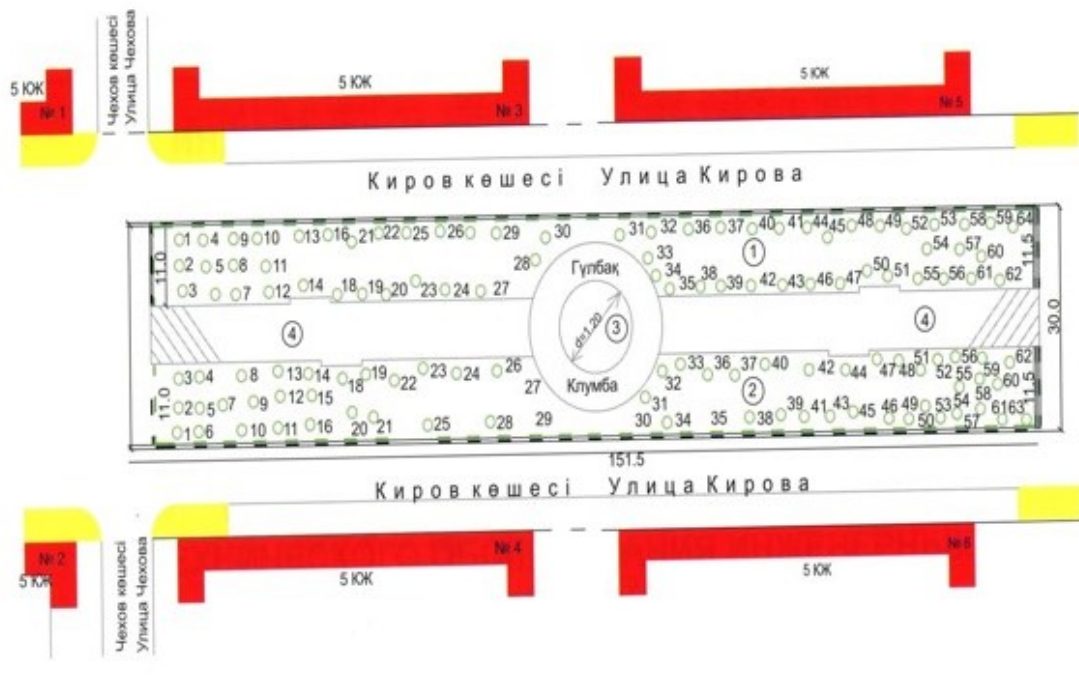 5 КЖ
№ 1
Чехов көшесі
Улица Чехова
5 КЖ
№ 3
5 КЖ
№ 5
Киров көшесі Улица Кирова
1 4 9 10 13 16 21 22 25 26 29 30 31 32 36 37 40 41 44 45 48 49 52 53 58 59 64
2 5 8 11 28 33 1 54 57 60
3 6 7 12 14 18 19 20 23 24 27 34 35 38 39 42 43 46 47 50 51 55 56 61 62
11.0
11.5
Гүлбақ
4
d=1.20
3
4
30.0
Клумба
3 4 8 13 14 18 19 22 23 24 26 27 32 33 36 37 40 42 44 47 48 51 52 56 55 59 60 62
2 5 7 9 12 15 31 2
1 6 10 11 16 20 21 25 28 29 30 34 35 38 39 41 43 45 46 49 50 53 54 57 58 61 63
11.0
11.5
151.5
Киров көшесі Улица Кирова
№ 2
5 КЖ
Чехов көшесі
Улица Чехова
№ 4
5 КЖ
№ 6
5 КЖ